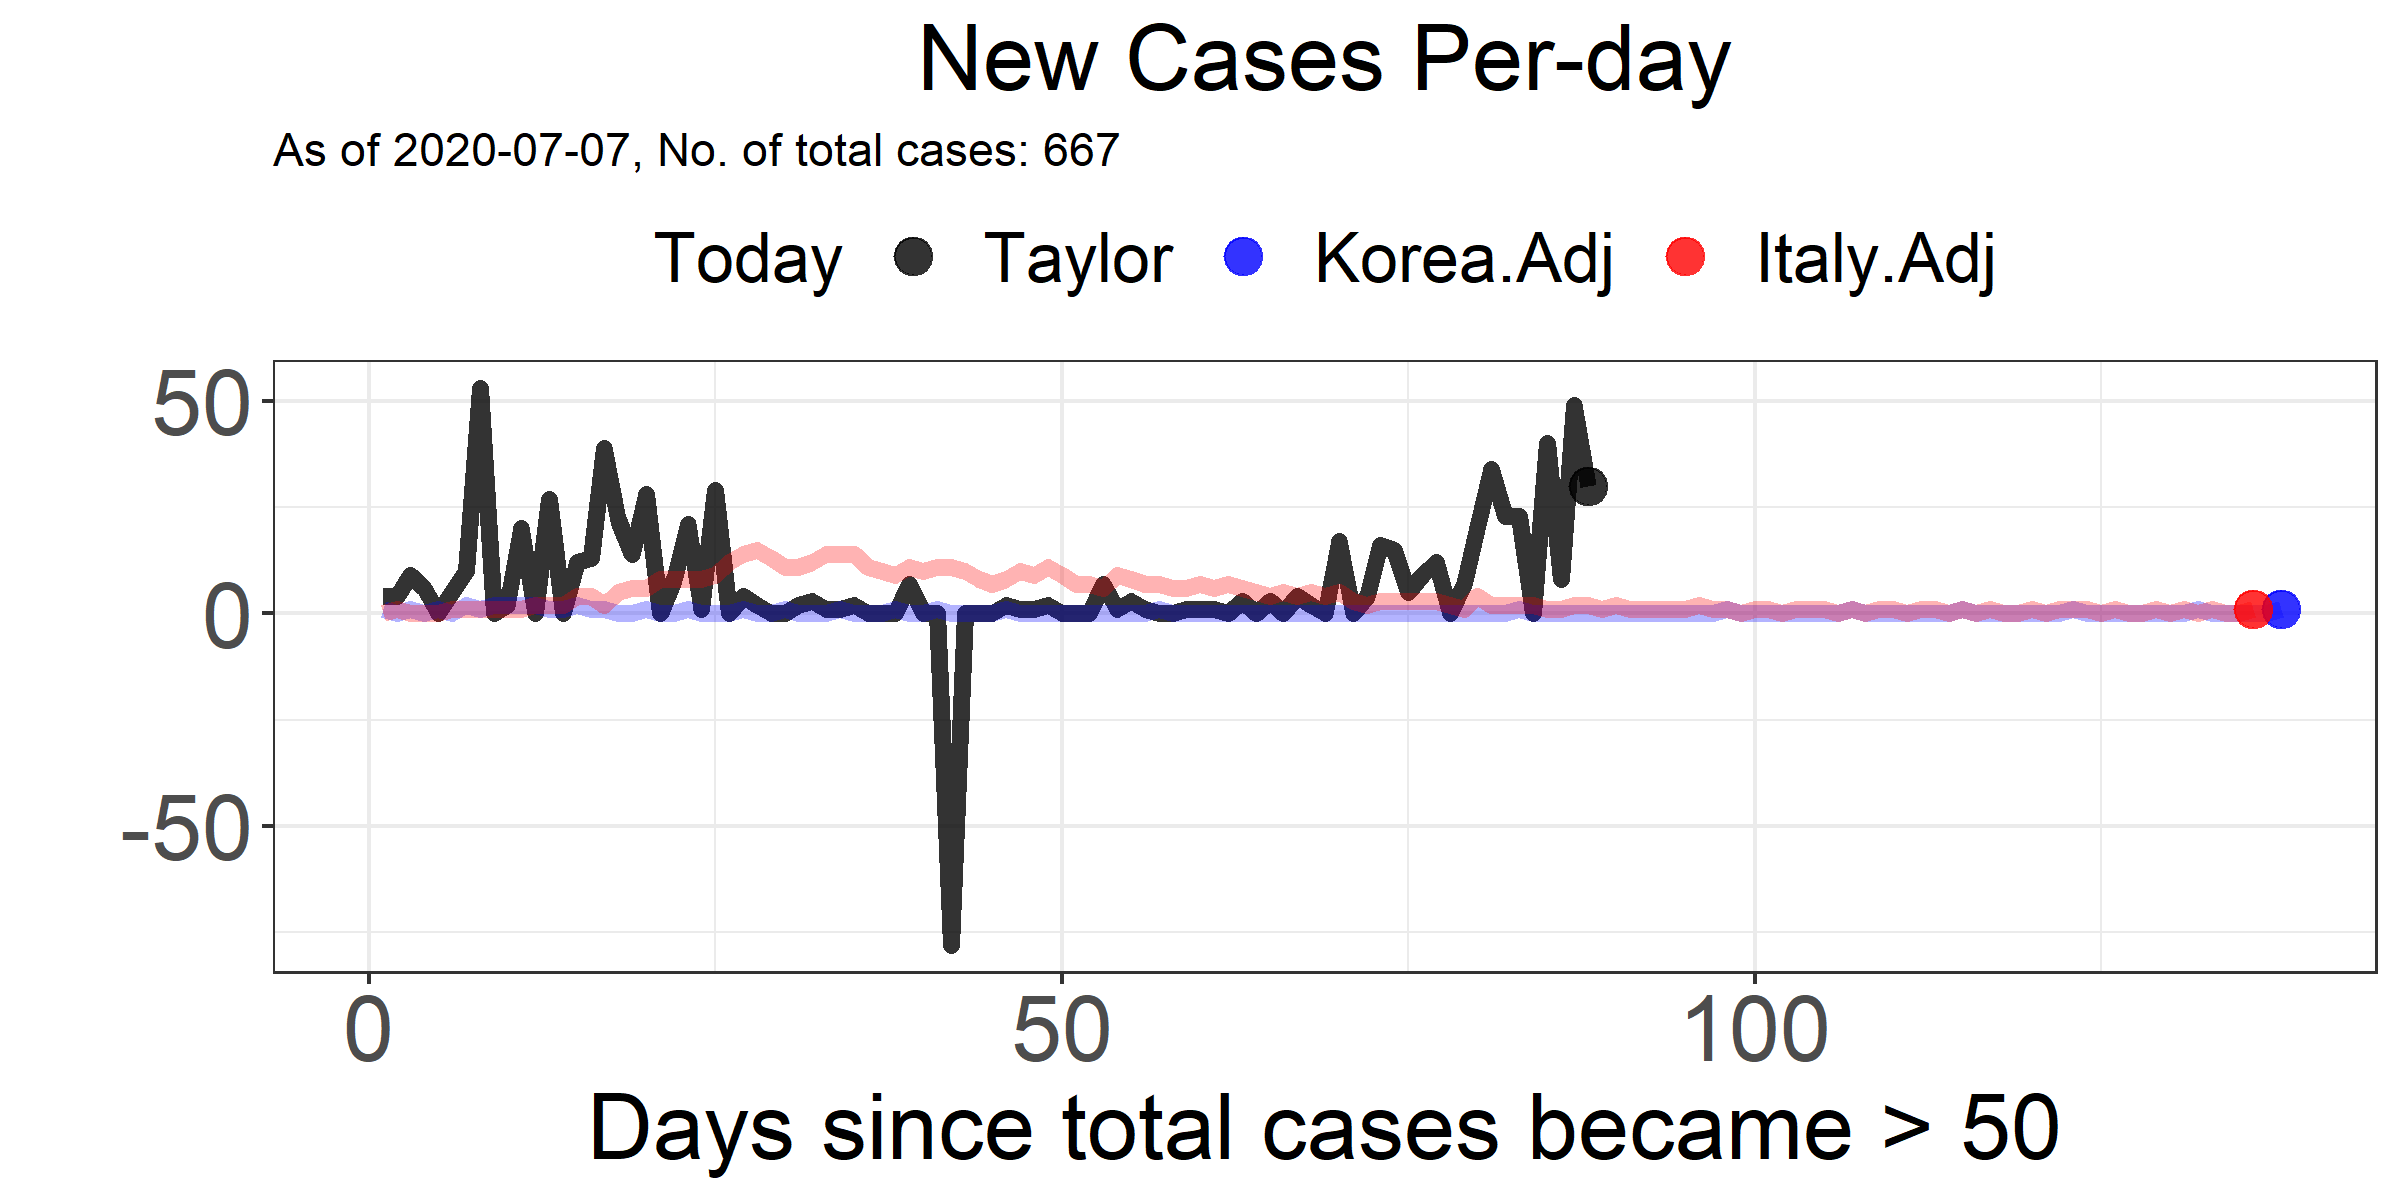 New Cases Per-day
As of 2020-07-07, No. of total cases: 667
Today Taylor Korea.Adj Italy.Adj
50
0
-50
0 50 100
Days since total cases became > 50